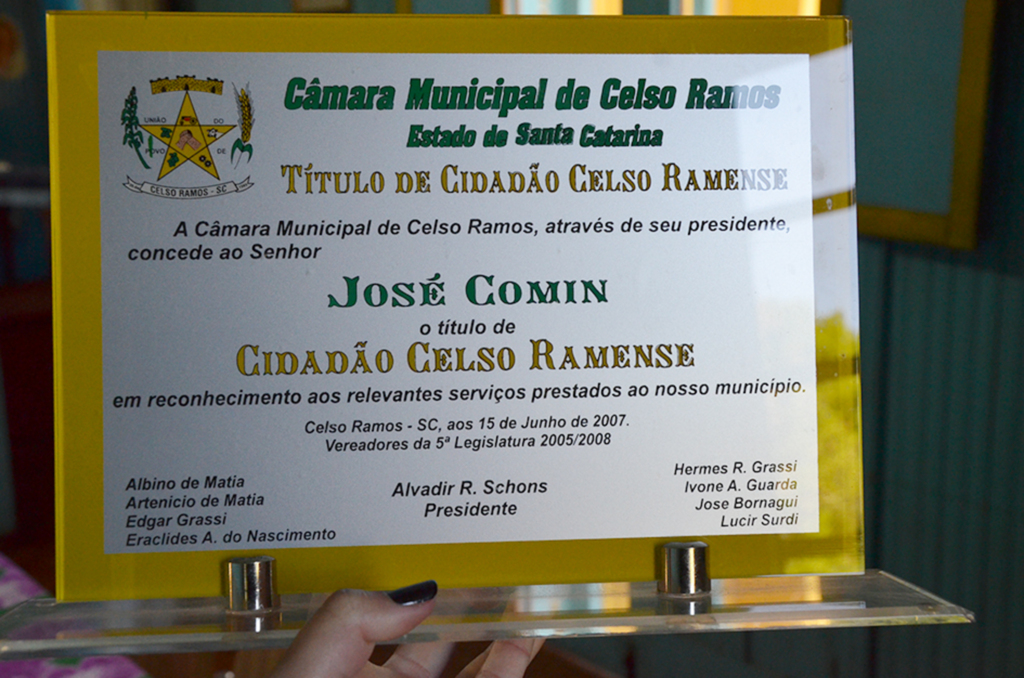 Câmara Municipal de Celso Ramos
Estado de Santa Catarina
TÍTULO DE CIDADÃO CELSO RAMENSE
UNIÃO DO
POVO DE
CELSO RAMOS - SC
A Câmara Municipal de Celso Ramos, através de seu presidente,
concede ao Senhor
JOSÉ COMIN
o título de
CIDADÃO CELSO RAMENSE
em reconhecimento aos relevantes serviços prestados ao nosso município.
Celso Ramos - SC, aos 15 de Junho de 2007.
Vereadores da 5ª Legislatura 2005/2008
Albino de Matia
Artenicio de Matia
Edgar Grassi
Eraclides A. do Nascimento
Alvadir R. Schons
Presidente
Hermes R. Grassi
Ivone A. Guarda
Jose Bornagui
Lucir Surdi